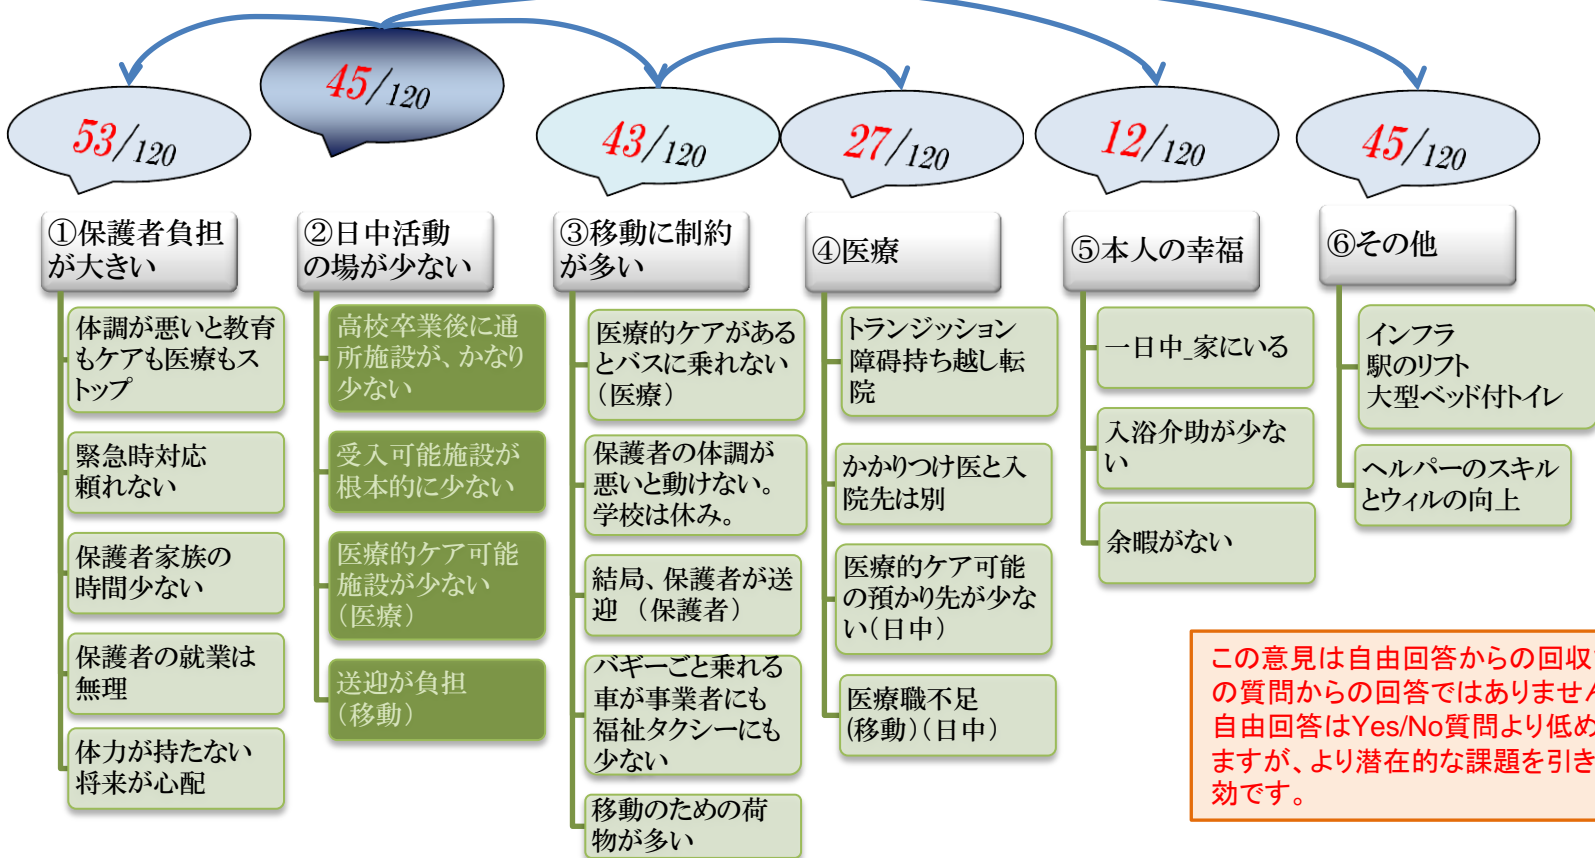 53/120
45/120
43/120
27/120
12/120
45/120
①保護者負担
が大きい
体調が悪いと教育
もケアも医療もス
トップ
緊急時対応
頼れない
保護者家族の
時間少ない
保護者の就業は
無理
体力が持たない
将来が心配
②日中活動
の場が少ない
高校卒業後に通
所施設が、かなり
少ない
受入可能施設が
根本的に少ない
医療的ケア可能
施設が少ない
（医療）
送迎が負担
（移動）
③移動に制約
が多い
医療的ケアがある
とバスに乗れない
（医療）
保護者の体調が
悪いと動けない。
学校は休み。
結局、保護者が送
迎 （保護者）
バギーごと乗れる
車が事業者にも
福祉タクシーにも
少ない
移動のための荷
物が多い
④医療
トランジッション
障碍持ち越し転
院
かかりつけ医と入
院先は別
医療的ケア可能
の預かり先が少な
い(日中）
医療職不足
(移動）（日中）
⑤本人の幸福
一日中_家にいる
入浴介助が少な
い
余暇がない
⑥その他
インフラ
駅のリフト
大型ベッド付トイレ
ヘルパーのスキル
とウィルの向上
この意見は自由回答からの回収
の質問からの回答ではありません
自由回答はYes/No質問より低め
ますが、より潜在的な課題を引き
効です。